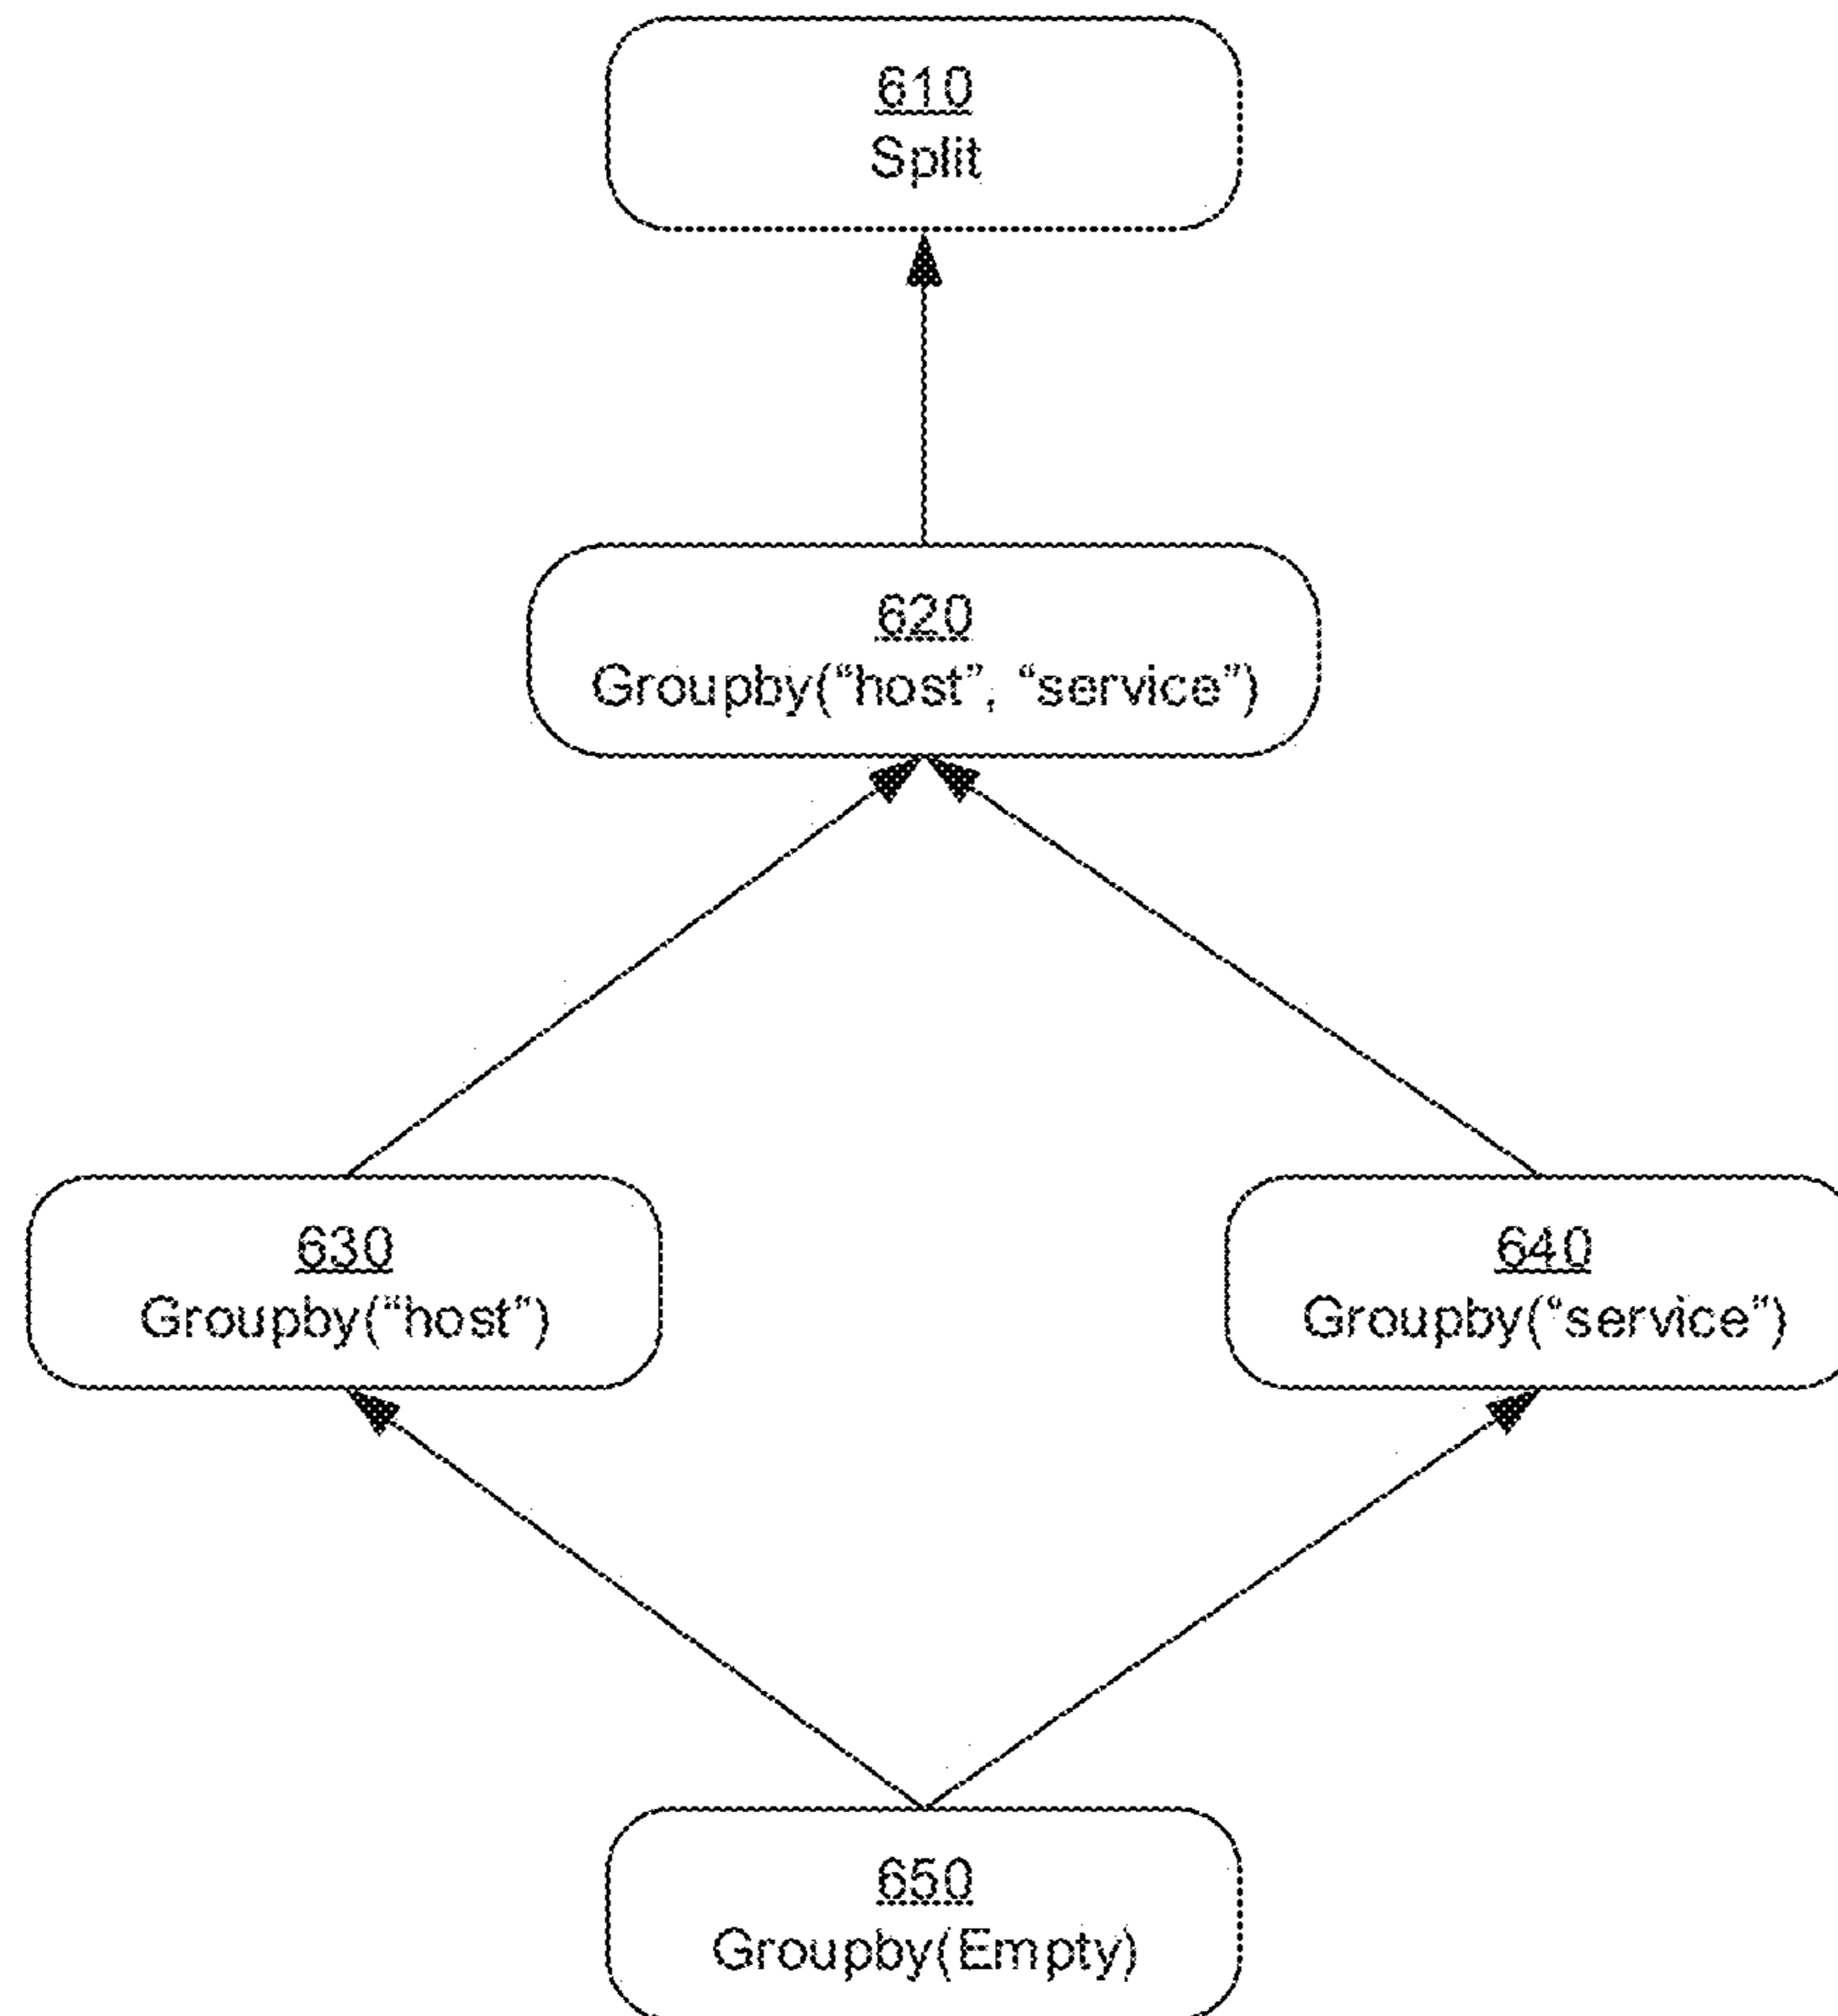 610
Split
620
Groupby(“host”, “service”)
630
Groupby(“host”)
640
Groupby(“service”)
650
Groupby(Empty)